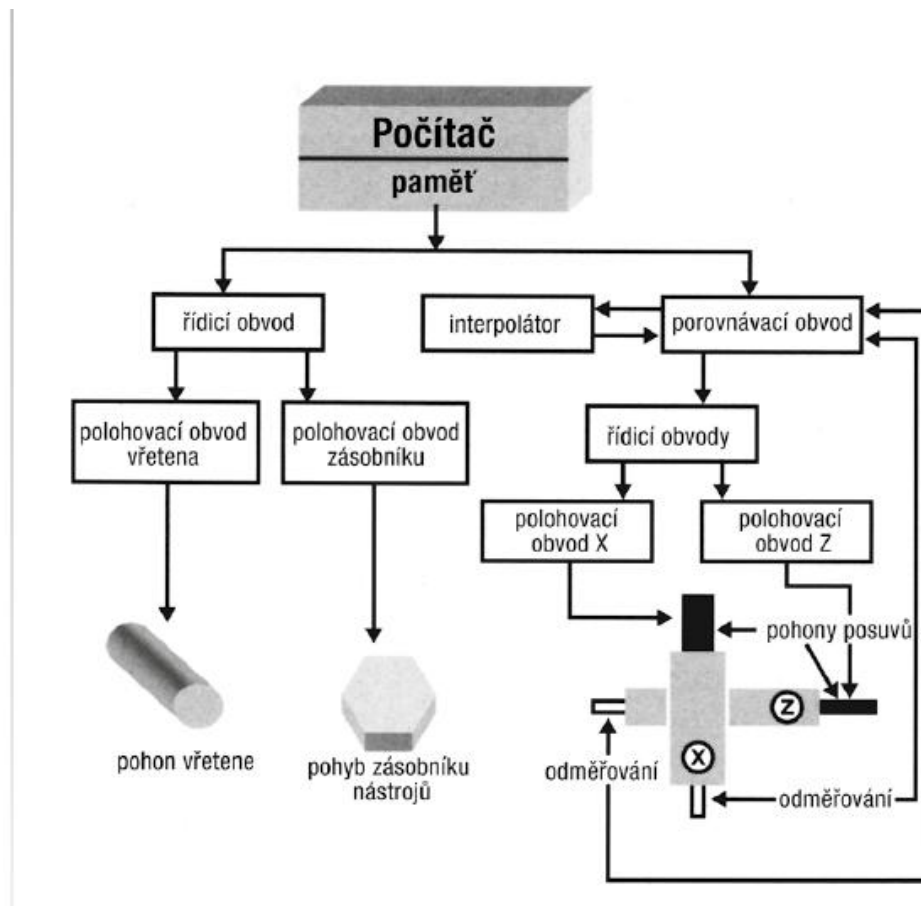 Počítač
paměť
řídicí obvod
interpolátor
porovnávací obvod
polohovací obvod
vřetena
polohovací obvod
zásobníku
řídicí obvody
polohovací
obvod X
polohovací
obvod Z
pohony posuvů
Z
X
pohon vřetene
pohyb zásobníku
nástrojů
odměřování
odměřování